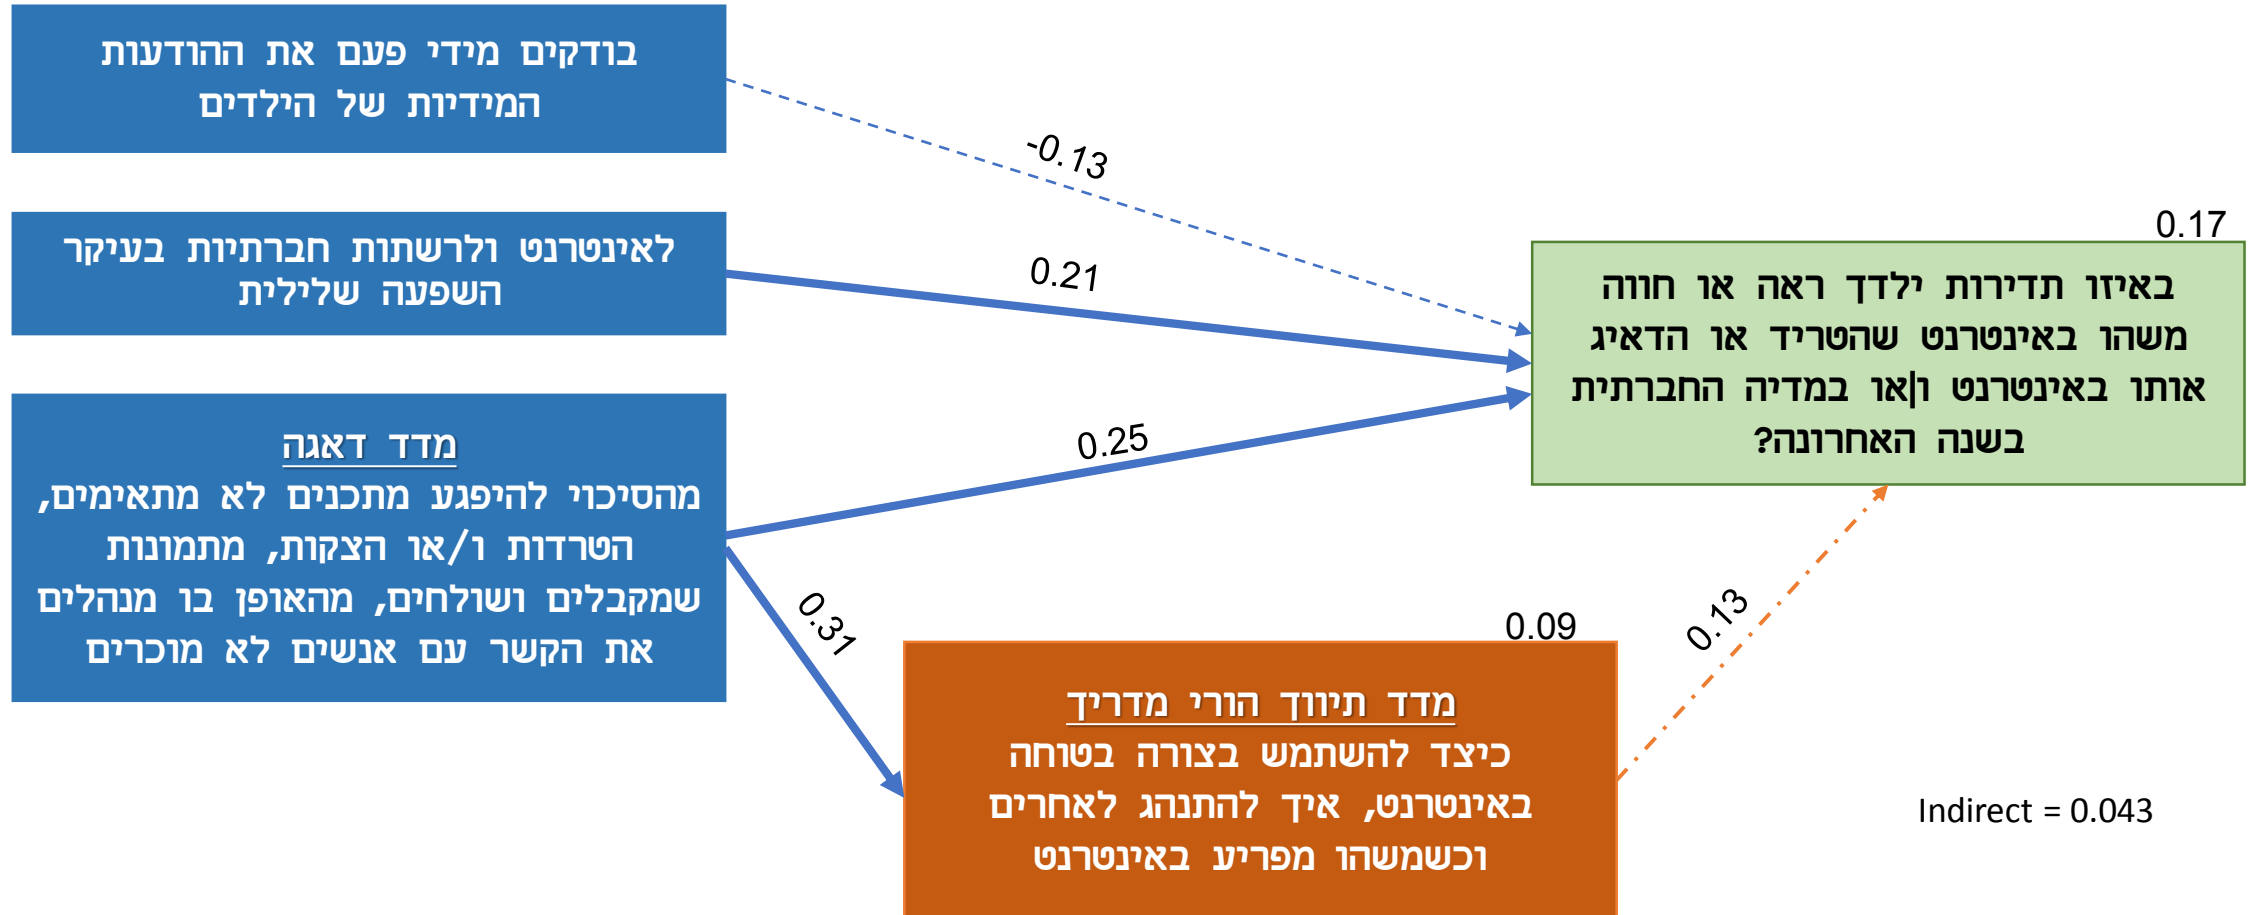 בודקים מידי פעם את ההודעות
המידיות של הילדים
-0.13
לאינטרנט ולרשתות חברתיות בעיקר
השפעה שלילית
0.21
0.17
באיזו תדירות ילדך ראה או חווה
משהו באינטרנט שהטריד או הדאיג
אותו באינטרנט ו|או במדיה החברתית
בשנה האחרונה?
מדד דאגה
מהסיכוי להיפגע מתכנים לא מתאימים,
הטרדות ו/או הצקות, מתמונות
שמקבלים ושולחים, מהאופן בו מנהלים
את הקשר עם אנשים לא מוכרים
0.25
0.31
0.09
מדד תיווך הורי מדריך
כיצד להשתמש בצורה בטוחה
באינטרנט, איך להתנהג לאחרים
וכשמשהו מפריע באינטרנט
0.13
Indirect = 0.043